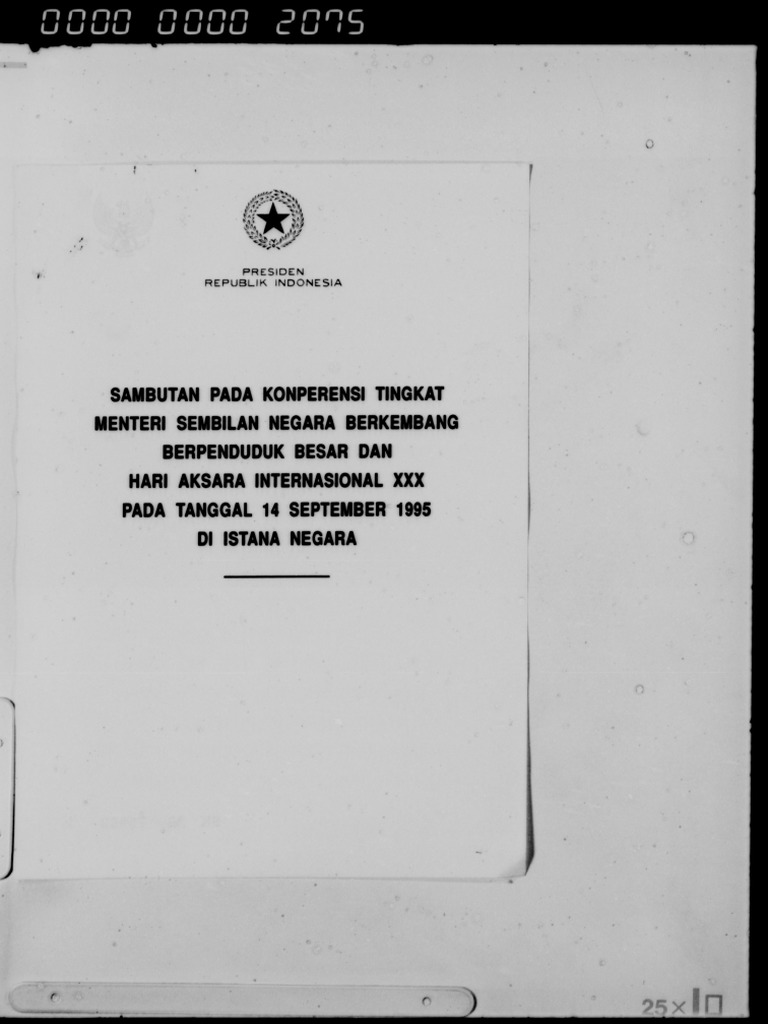 0000 0000 2075
PRESIDEN
REPUBLIK INDONESIA
SAMBUTAN PADA KONPERENSI TINGKAT
MENTERI SEMBILAN NEGARA BERKEMBANG
BERPENDUDUK BESAR DAN
HARI AKSARA INTERNASIONAL XXX
PADA TANGGAL 14 SEPTEMBER 1995
DI ISTANA NEGARA
25×